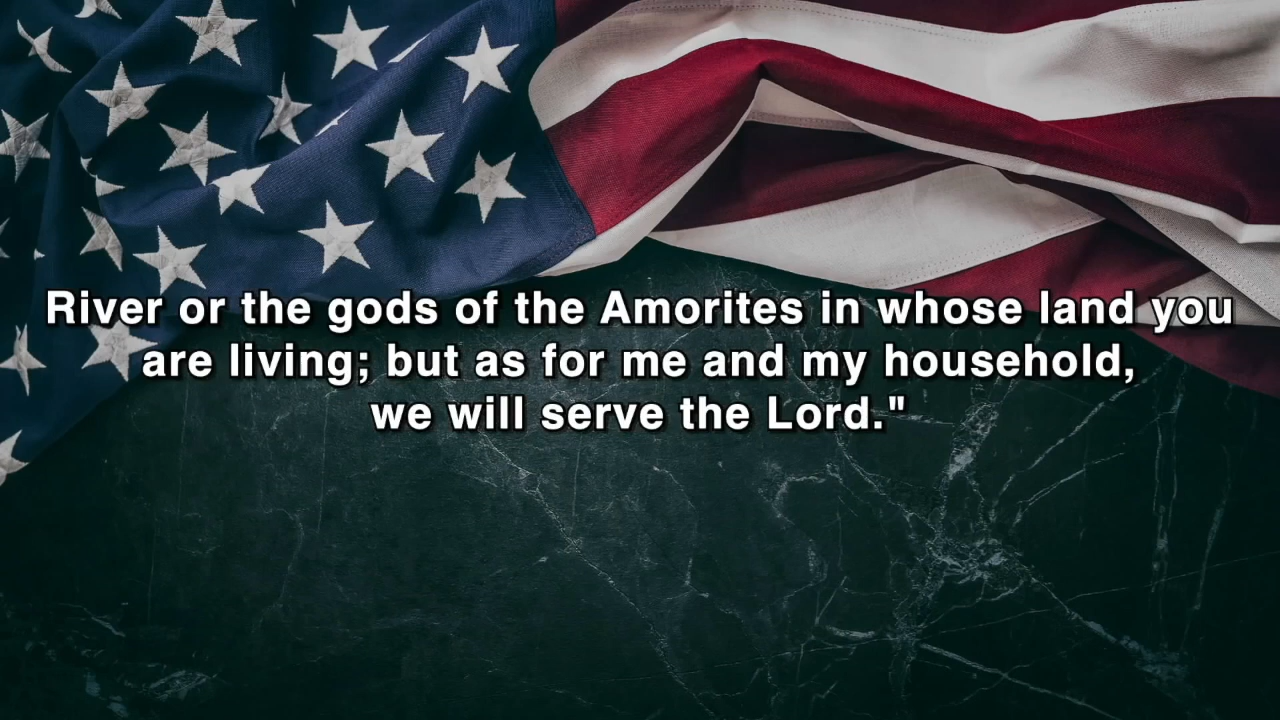 River or the gods of the Amorites in whose land you
are living; but as for me and my household,
we will serve the Lord."